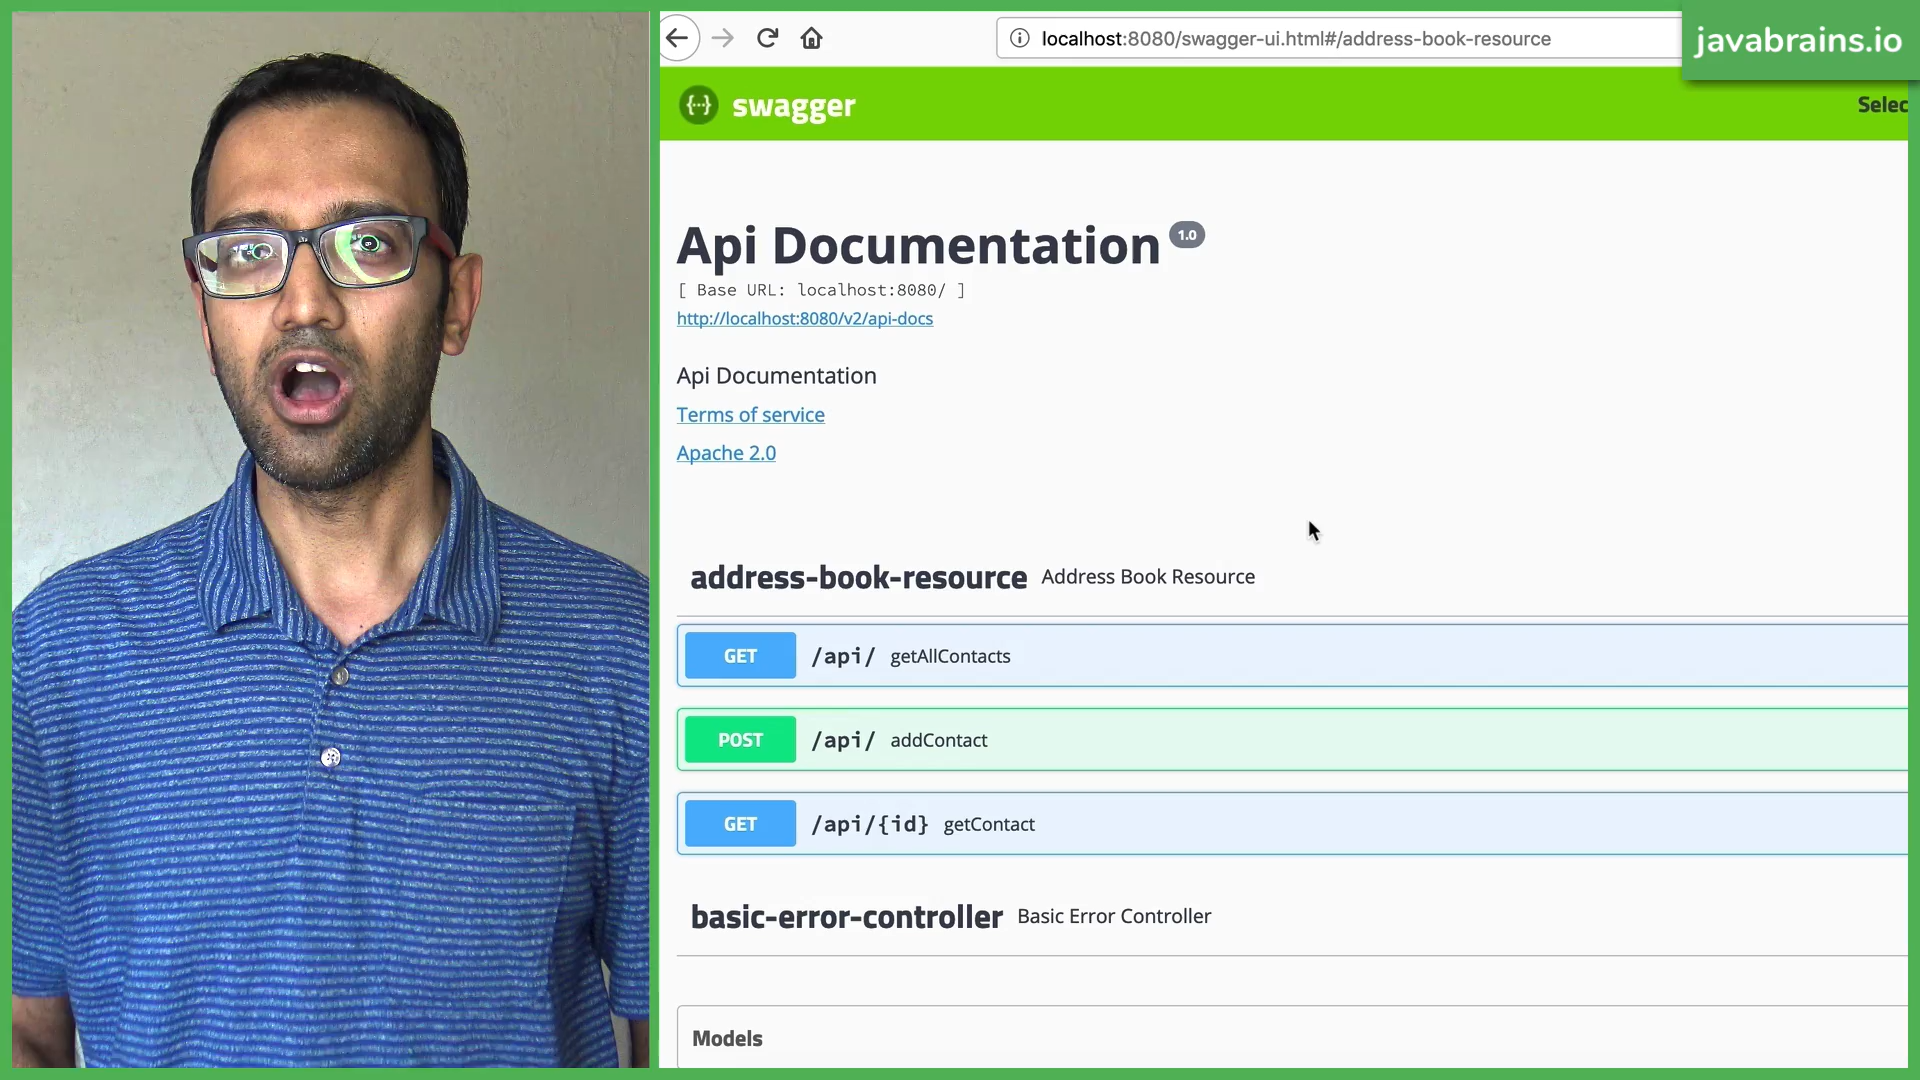 localhost:8080/swagger-ui.html#/address-book-resource
javabrains.io
{···} swagger
Selec
Api Documentation 1.0
[ Base URL: localhost:8080/ ]
http://localhost:8080/v2/api-docs
Api Documentation
Terms of service
Apache 2.0
address-book-resource Address Book Resource
GET /api/ getAllContacts
POST /api/ addContact
GET /api/{id} getContact
basic-error-controller Basic Error Controller
Models